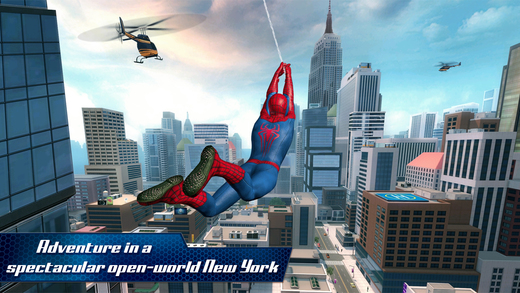 Adventure in a
spectacular open-world New York